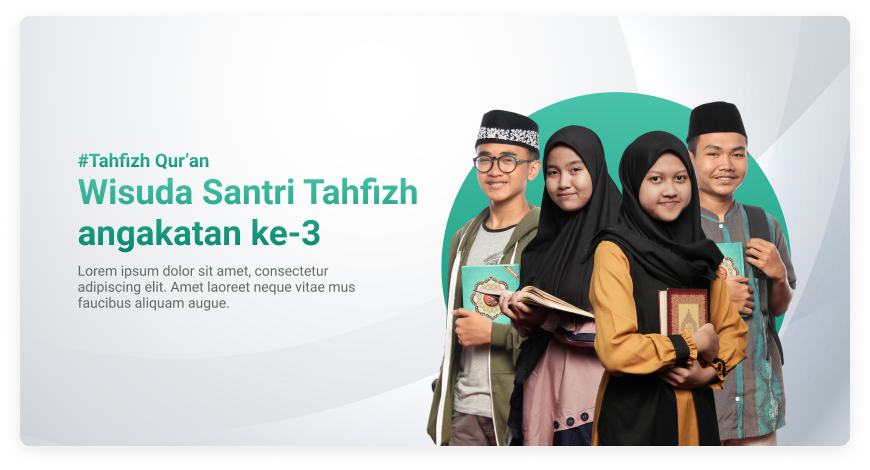 #Tahfizh Qur’an
Wisuda Santri Tahfizh
angakatan ke-3
Lorem ipsum dolor sit amet, consectetur
adipiscing elit. Amet laoreet neque vitae mus
faucibus aliquam augue.